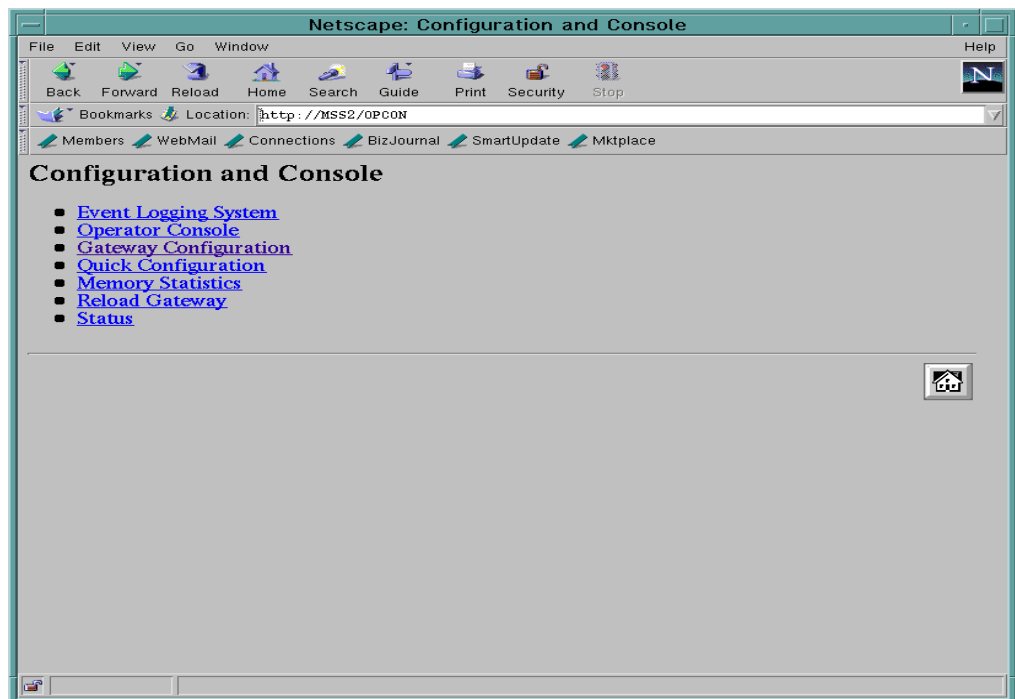 Netscape: Configuration and Console
File Edit View Go Window Help
Back Forward Reload Home Search Guide Print Security Stop
N
Bookmarks Location: http://MSS2/OPCON
Members WebMail Connections BizJournal SmartUpdate Mktplace
Configuration and Console
Event Logging System
Operator Console
Gateway Configuration
Quick Configuration
Memory Statistics
Reload Gateway
Status